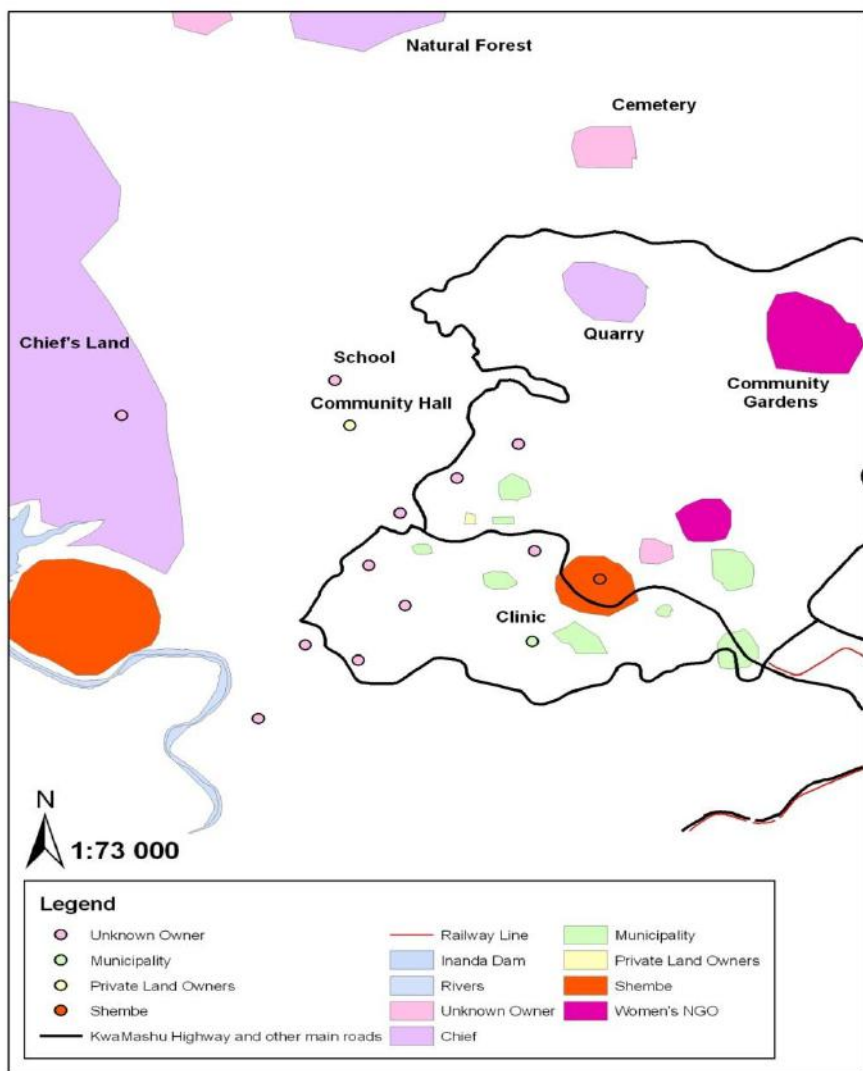 Natural Forest
Cemetery
Chief's Land
Quarry
School
Community Hall
Community
Gardens
Clinic
N
1:73 000
Legend
Unknown Owner
Municipality
Private Land Owners
Shembe
KwaMashu Highway and other main roads
Railway Line
Inanda Dam
Rivers
Unknown Owner
Chief
Municipality
Private Land Owners
Shembe
Women's NGO